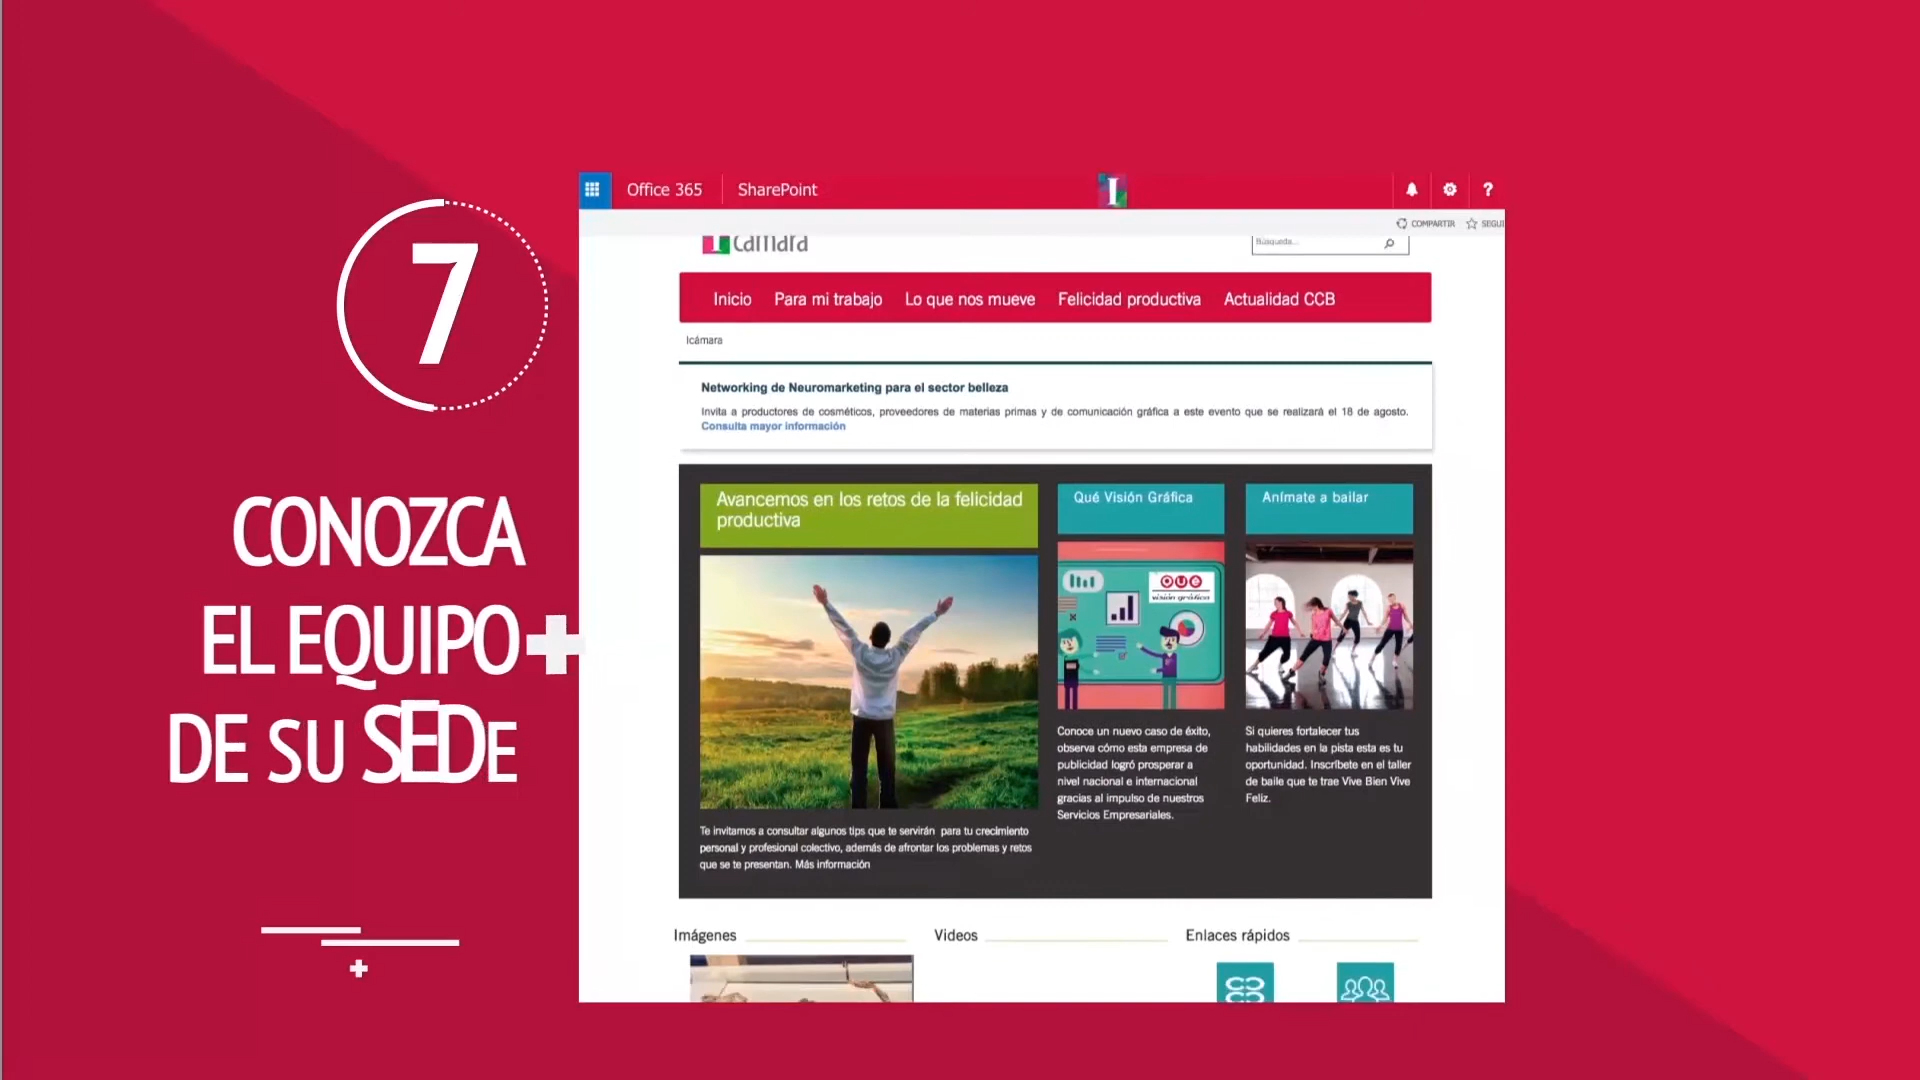 7
CONOZCA
EL EQUIPO
DE SU SEDE
Office 365
SharePoint
I
COMPARTIR
SEGUI
Icámara
Búsqueda...
Inicio
Para mi trabajo
Lo que nos mueve
Felicidad productiva
Actualidad CCB
Icámara
Networking de Neuromarketing para el sector belleza
Invita a productores de cosméticos, proveedores de materias primas y de comunicación gráfica a este evento que se realizará el 18 de agosto.
Consulta mayor información
Avancemos en los retos de la felicidad
productiva
Te invitamos a consultar algunos tips que te servirán para tu crecimiento
personal y profesional colectivo, además de afrontar los problemas y retos
que se te presentan. Más información
Qué Visión Gráfica
QUÉ
visión gráfica
Conoce un nuevo caso de éxito,
observa cómo esta empresa de
publicidad logró prosperar a
nivel nacional e internacional
gracias al impulso de nuestros
Servicios Empresariales.
Anímate a bailar
Si quieres fortalecer tus
habilidades en la pista esta es tu
oportunidad. Inscríbete en el taller
de baile que te trae Vive Bien Vive
Feliz.
Imágenes
Videos
Enlaces rápidos